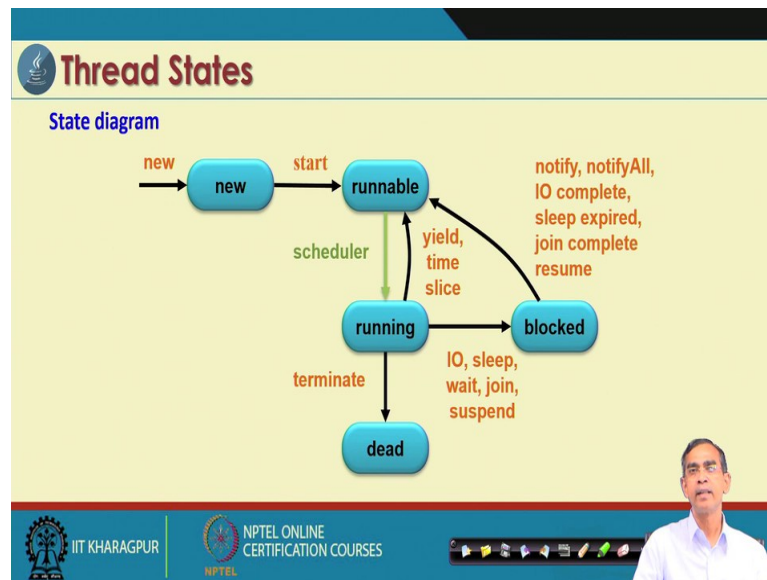 Thread States
State diagram
new
new
start
runnable
notify, notifyAll,
IO complete,
sleep expired,
join complete
resume
scheduler
yield,
time
slice
running
blocked
terminate
IO, sleep,
wait, join,
suspend
dead
IIT KHARAGPUR
NPTEL
NPTEL ONLINE
CERTIFICATION COURSES